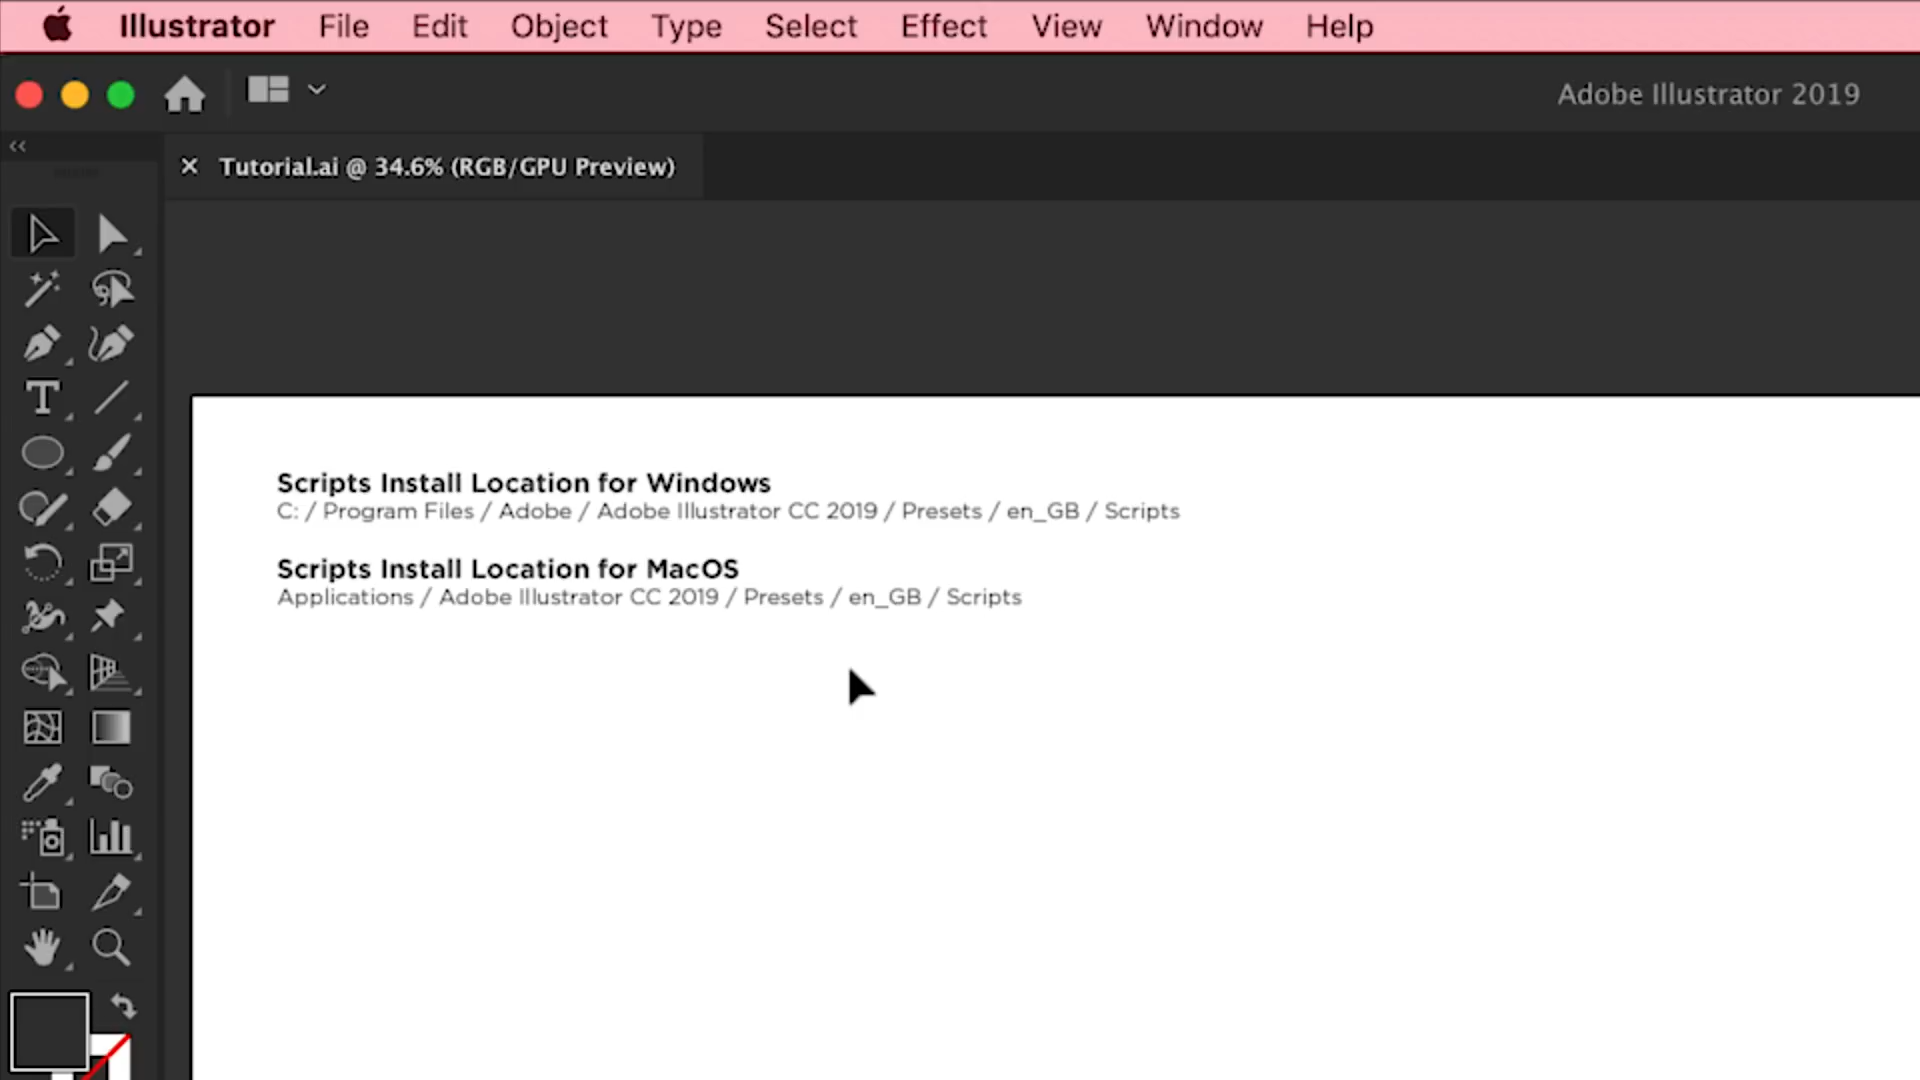 Illustrator File Edit Object Type Select Effect View Window Help
Adobe Illustrator 2019
Tutorial.ai @ 34.6% (RGB/GPU Preview)
Scripts Install Location for Windows
C: / Program Files / Adobe / Adobe Illustrator CC 2019 / Presets / en_GB / Scripts
Scripts Install Location for MacOS
Applications / Adobe Illustrator CC 2019 / Presets / en_GB / Scripts